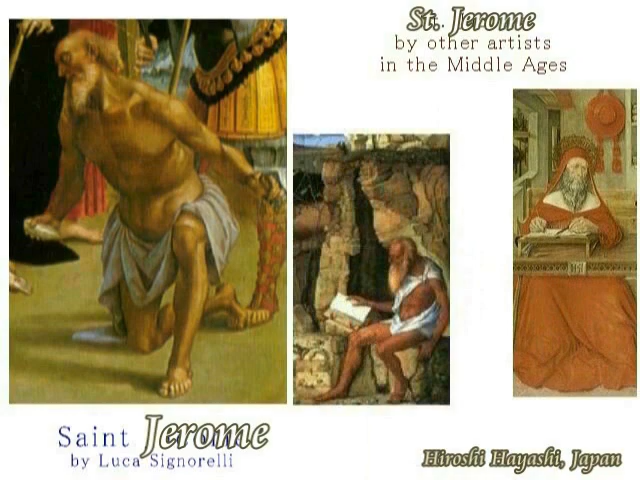 St. Jerome
by other artists
in the Middle Ages
Saint Jerome
by Luca Signorelli
Hiroshi Hayashi, Japan